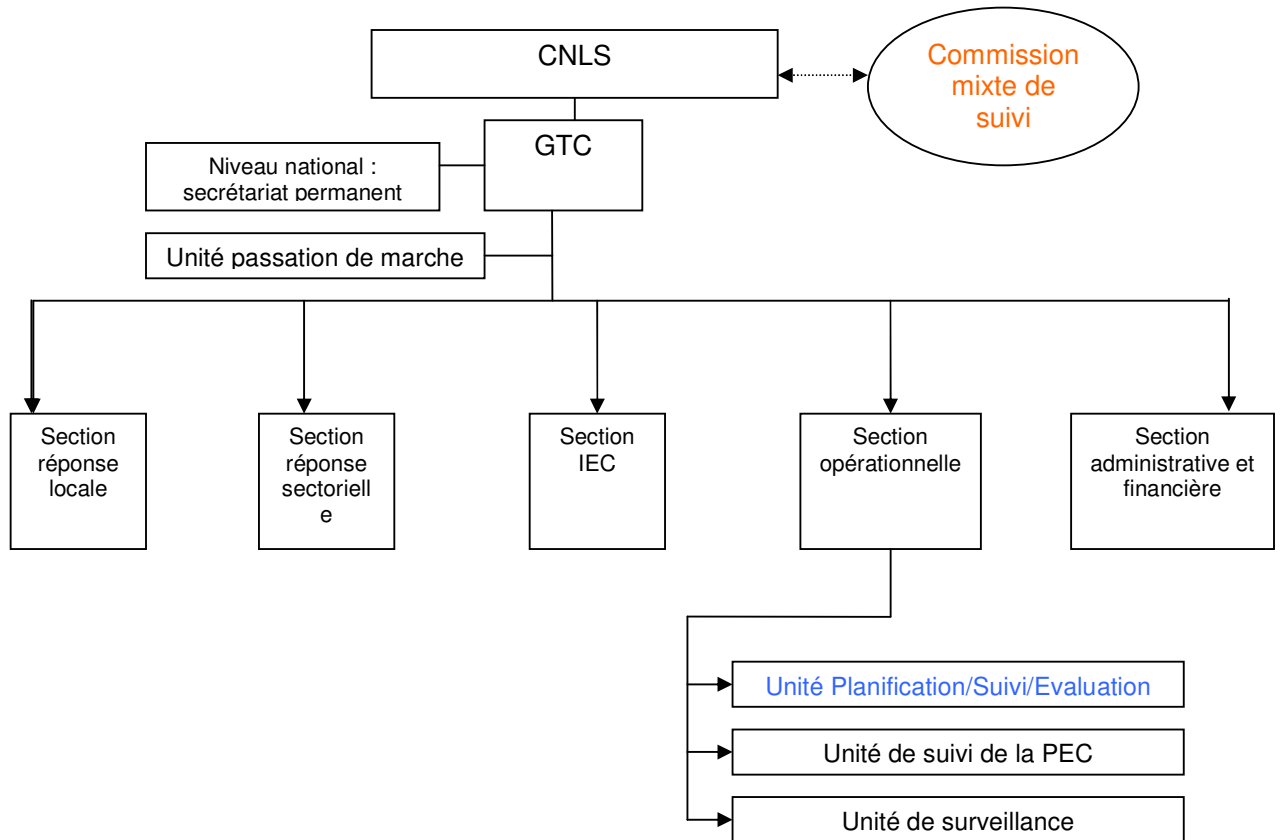 CNLS
Commission
mixte de
suivi
GTC
Niveau national :
secrétariat permanent
Unité passation de marche
Section
réponse
locale
Section
réponse
sectoriell
e
Section
IEC
Section
opérationnelle
Section
administrative et
financière
Unité Planification/Suivi/Evaluation
Unité de suivi de la PEC
Unité de surveillance